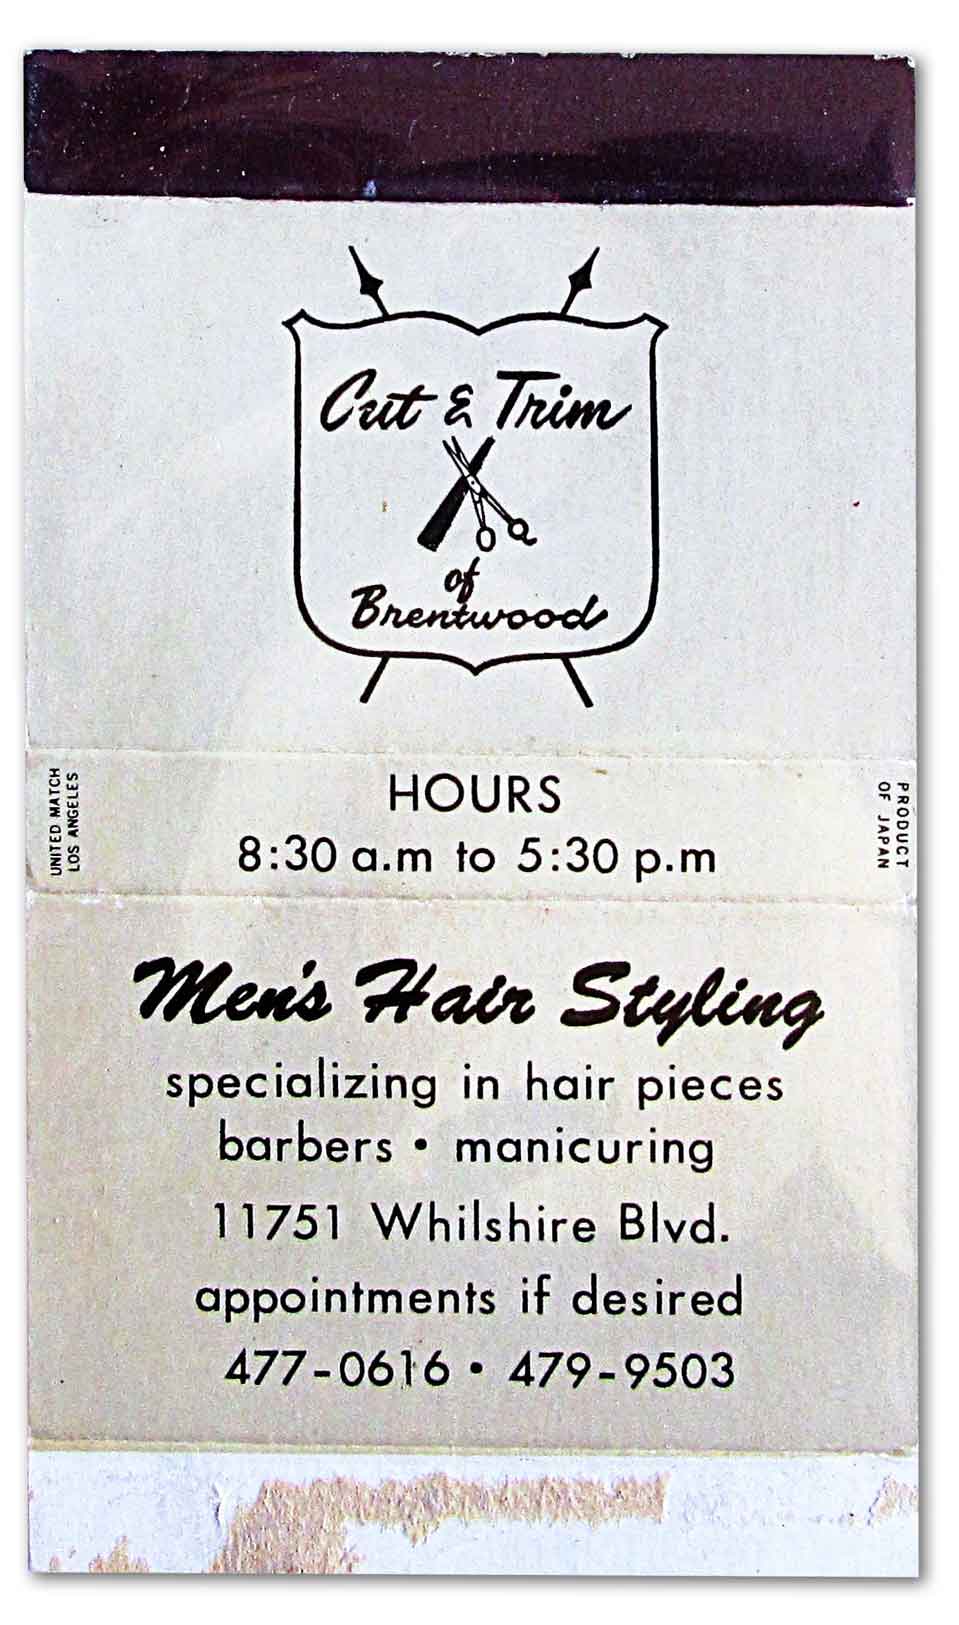 Cut & Trim
of
Brentwood
UNITED MATCH
LOS ANGELES
HOURS
8:30 a.m to 5:30 p.m
PRODUCT
OF JAPAN
Men's Hair Styling
specializing in hair pieces
barbers • manicuring
11751 Whilshire Blvd.
appointments if desired
477-0616 • 479-9503